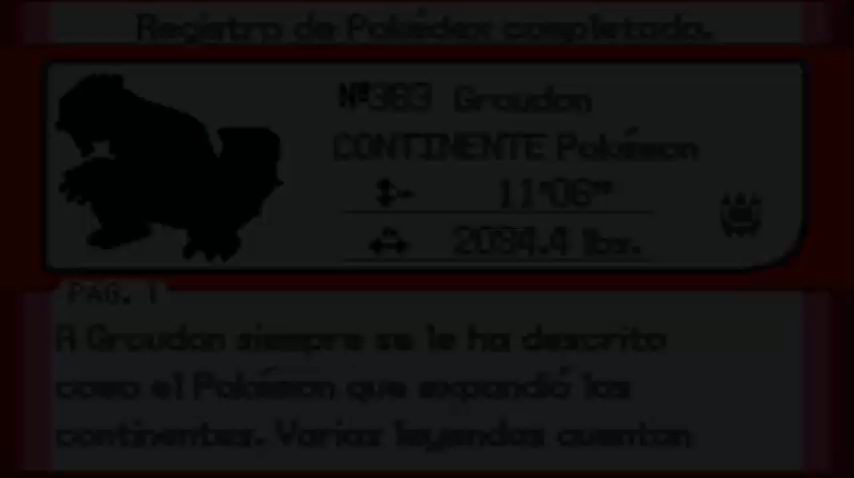 Registro de Pokédex completado.
Nº383 Groudon
CONTINENTE Pokémon
11'06"
2094.4 lbs.
PÁG. 1
A Groudon siempre se le ha descrito
como el Pokémon que expandió los
continentes. Varias leyendas cuentan